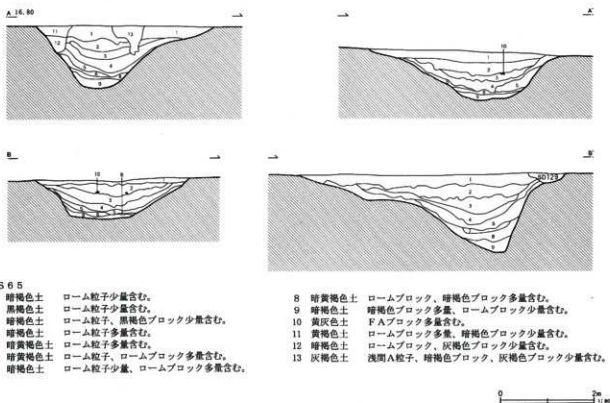 A 16.80
A'
B
B'
SD129
S65
暗褐色土 ローム粒子少量含む。
黒褐色土 ローム粒子少量含む。
暗褐色土 ローム粒子、黒褐色ブロック少量含む。
暗褐色土 ローム粒子多量含む。
暗黄褐色土 ローム粒子多量含む。
暗黄褐色土 ローム粒子、ロームブロック多量含む。
暗褐色土 ローム粒子少量、ロームブロック多量含む。
8 暗黄褐色土 ロームブロック、暗褐色ブロック多量含む。
9 暗褐色土 暗褐色ブロック多量、ロームブロック少量含む。
10 黄灰色土 FAブロック多量含む。
11 黄褐色土 ロームブロック多量、暗褐色ブロック少量含む。
12 暗褐色土 ロームブロック、灰褐色ブロック少量含む。
13 灰褐色土 浅間A粒子、暗褐色ブロック、灰褐色ブロック少量含む。
0 2m